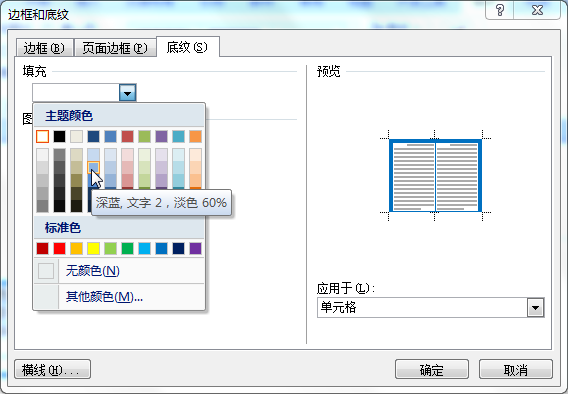 边框和底纹
边框(B) 页面边框(P) 底纹(S)
填充
预览
主题颜色
深蓝, 文字 2，淡色 60%
标准色
无颜色(N)
其他颜色(M)...
应用于(L):
单元格
横线(H)... 确定 取消